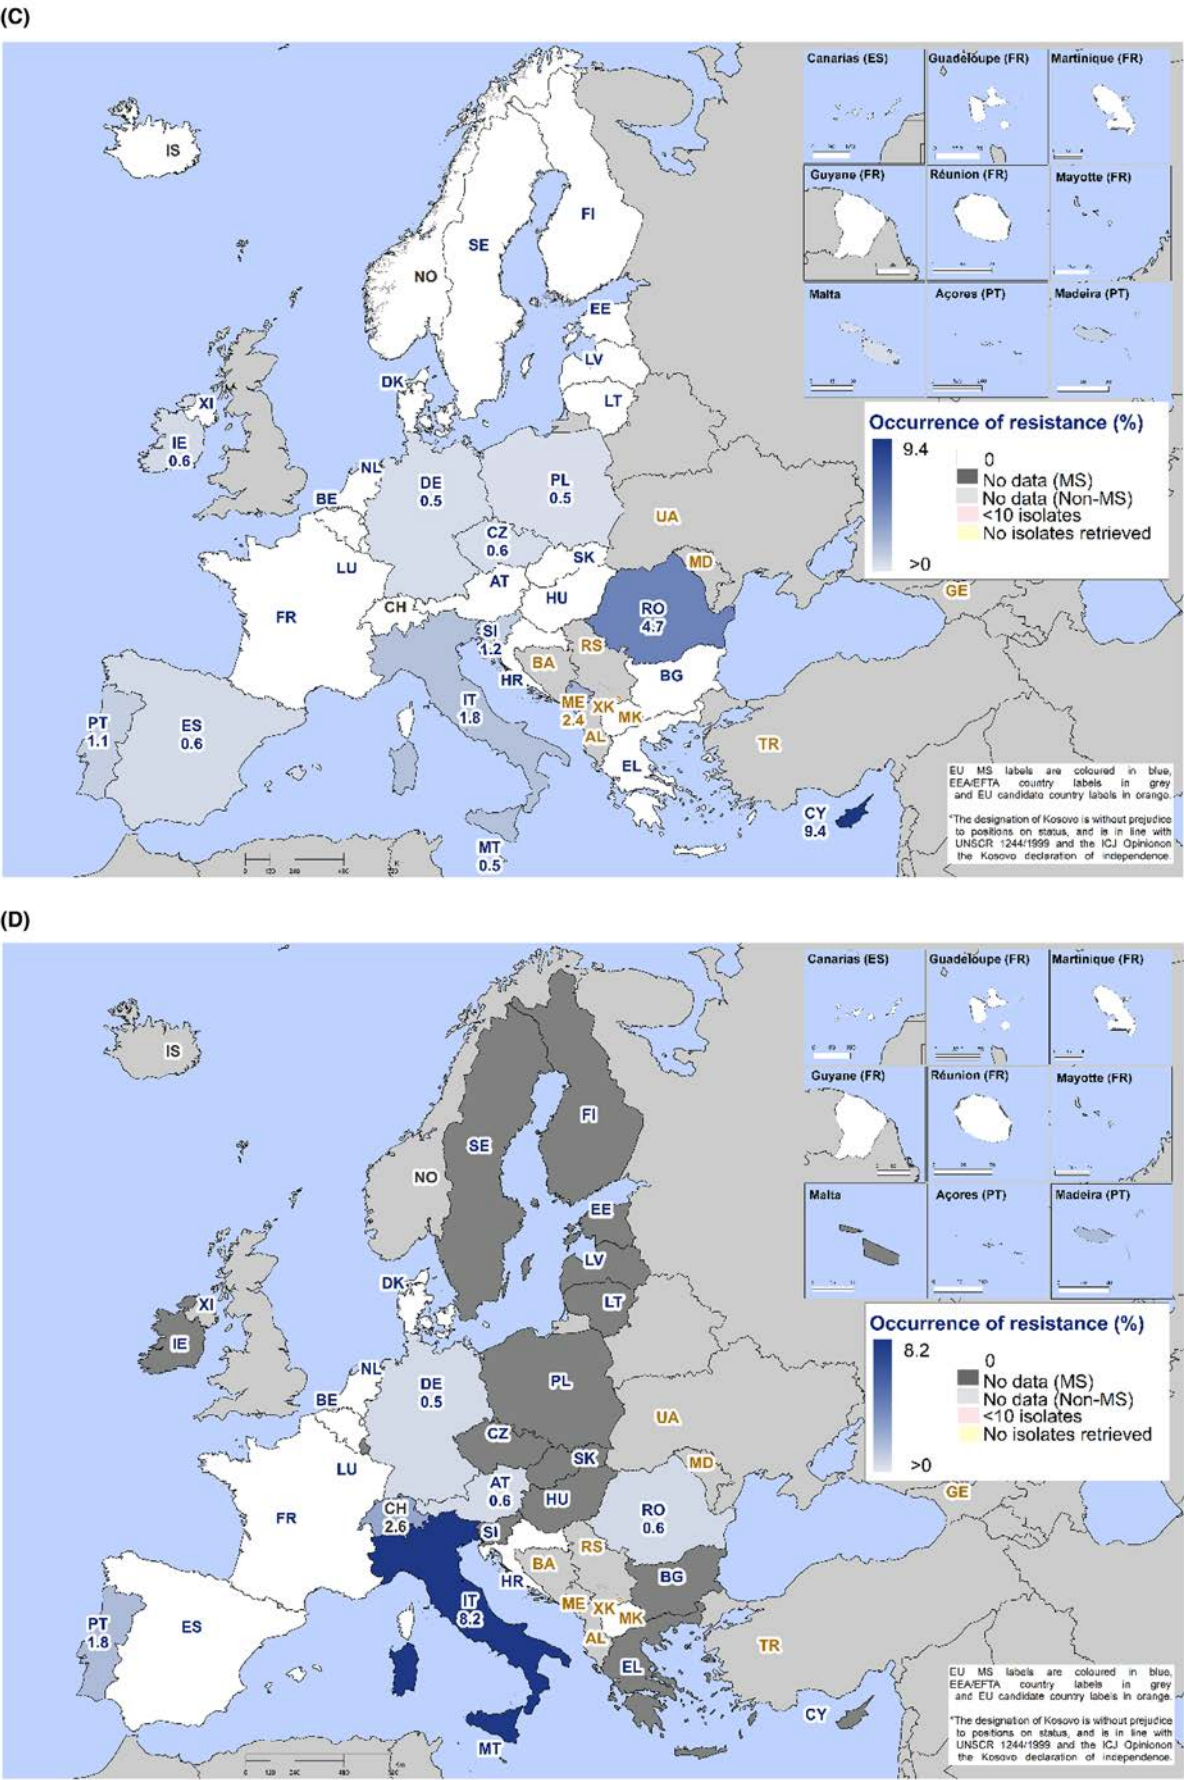 (C)
Canarias (ES)
Guadeloupe (FR)
Martinique (FR)
IS
Guyane (FR)
Réunion (FR)
Mayotte (FR)
FI
SE
NO
Malta
Açores (PT)
Madeira (PT)
EE
LV
DK
LT
XI
IE
0.6
Occurrence of resistance (%)
9.4
0
No data (MS)
No data (Non-MS)
<10 isolates
No isolates retrieved
>0
NL
BE
DE
0.5
PL
0.5
UA
CZ
0.6
SK
MD
LU
AT
HU
CH
GE
FR
RO
4.7
SI
1.2
RS
BA
HR
BG
ME
2.4
XK
MK
AL
IT
1.8
PT
1.1
ES
0.6
TR
EL
EU MS labels are coloured in blue,
EEA/EFTA country labels in grey
and EU candidate country labels in orange.
CY
9.4
*The designation of Kosovo is without prejudice
to positions on status, and is in line with
UNSCR 1244/1999 and the ICJ Opinionon
the Kosovo declaration of independence.
MT
0.5
(D)
Canarias (ES)
Guadeloupe (FR)
Martinique (FR)
IS
Guyane (FR)
Réunion (FR)
Mayotte (FR)
FI
SE
NO
Malta
Açores (PT)
Madeira (PT)
EE
LV
DK
LT
XI
IE
Occurrence of resistance (%)
8.2
0
No data (MS)
No data (Non-MS)
<10 isolates
No isolates retrieved
>0
NL
BE
DE
0.5
PL
UA
CZ
SK
MD
LU
AT
0.6
HU
GE
CH
2.6
FR
RO
0.6
SI
RS
BA
HR
BG
ME
XK
MK
AL
IT
8.2
PT
1.8
ES
TR
EL
EU MS labels are coloured in blue,
EEA/EFTA country labels in grey
and EU candidate country labels in orange.
CY
*The designation of Kosovo is without prejudice
to positions on status, and is in line with
UNSCR 1244/1999 and the ICJ Opinionon
the Kosovo declaration of independence.
MT